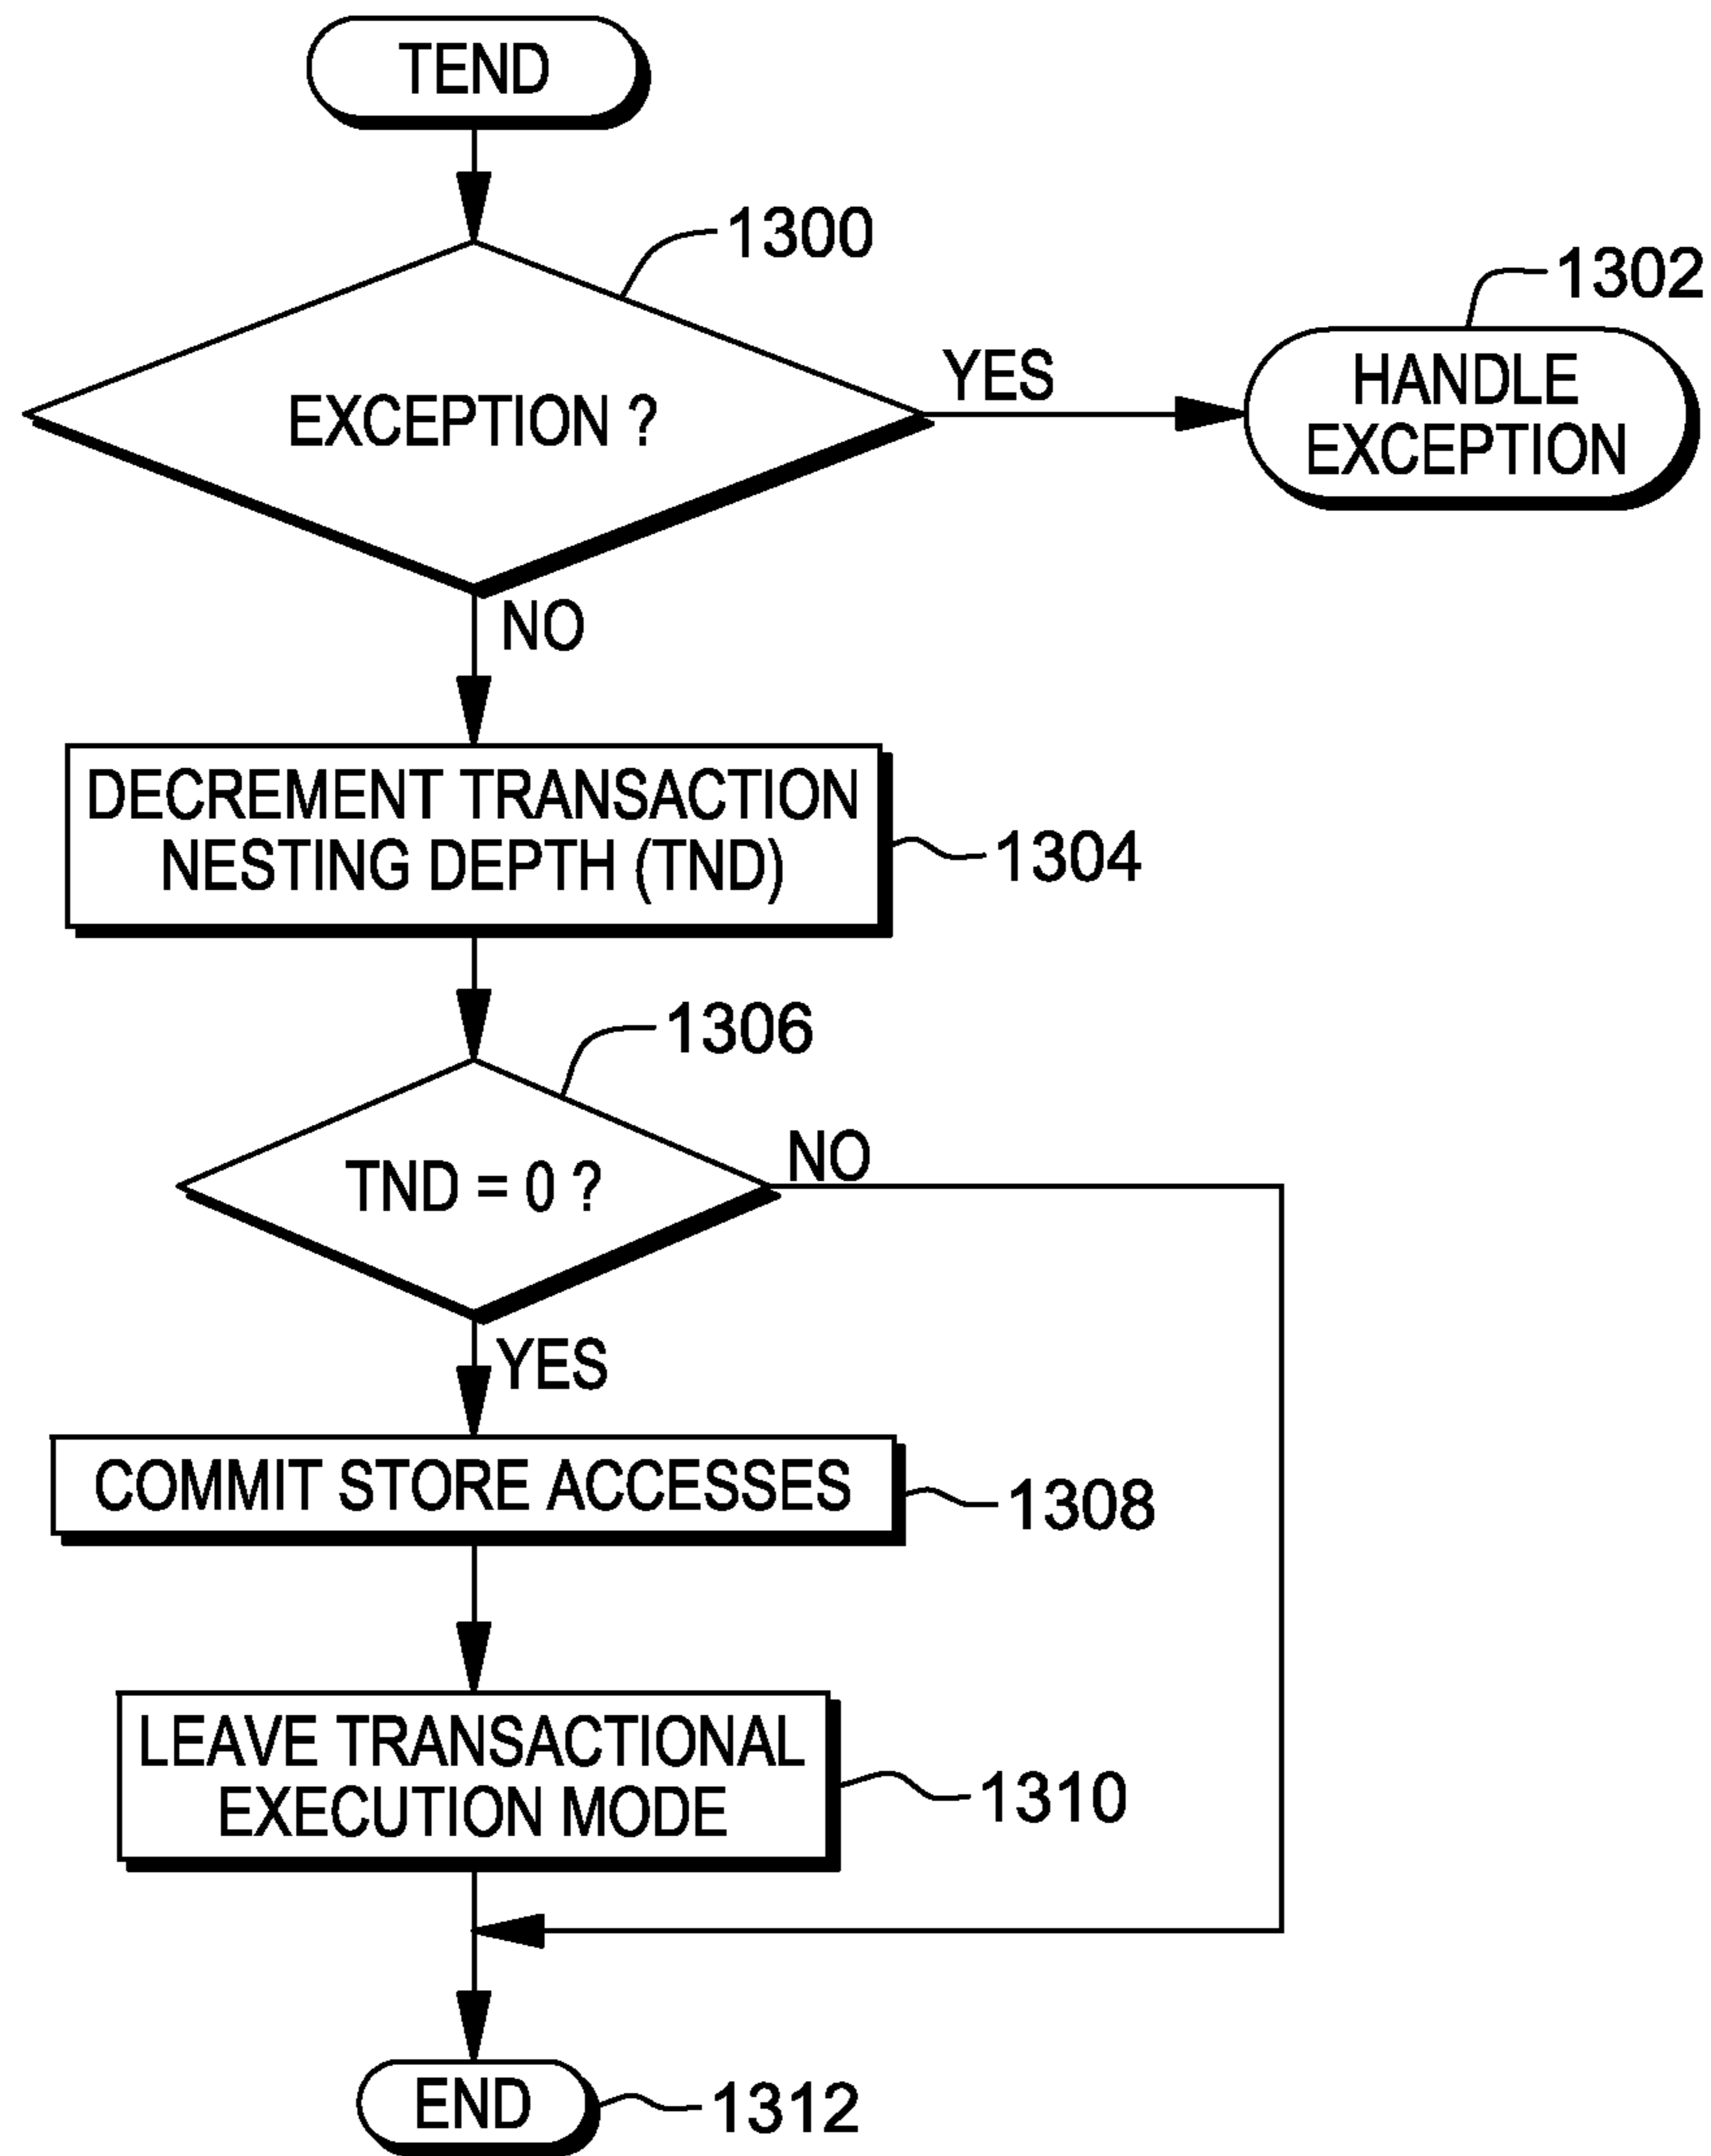 TEND
1300
1302
EXCEPTION ?
YES
HANDLE
EXCEPTION
NO
DECREMENT TRANSACTION
NESTING DEPTH (TND)
1304
1306
TND = 0 ?
NO
YES
COMMIT STORE ACCESSES
1308
LEAVE TRANSACTIONAL
EXECUTION MODE
1310
END
1312